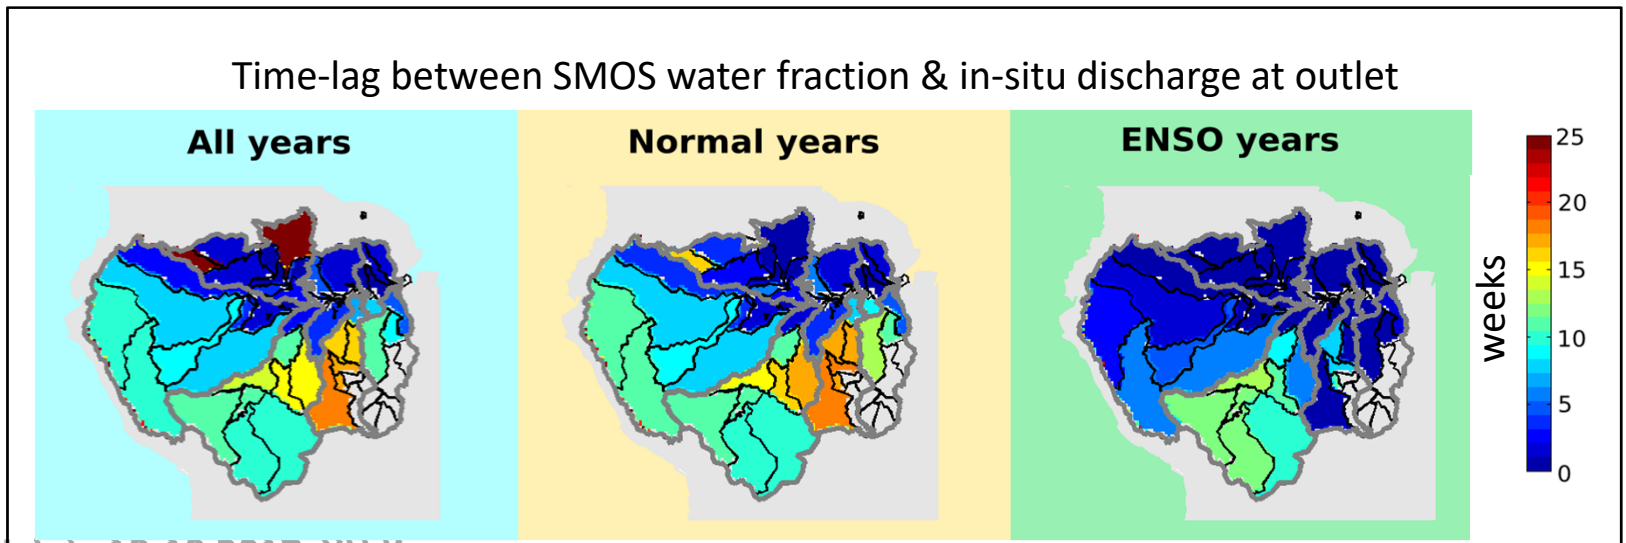 Time-lag between SMOS water fraction & in-situ discharge at outlet
All years
Normal years
ENSO years
25
20
15
10
5
0
weeks